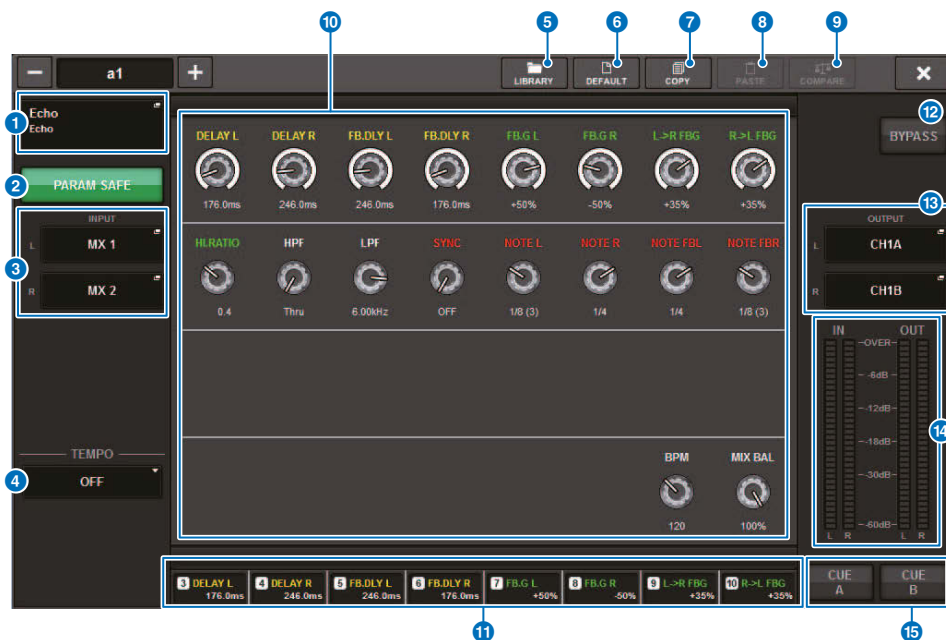 10 5 6 7 8 9
a1 LIBRARY DEFAULT COPY PASTE COMPARE
1 Echo
Echo
12 BYPASS
2 PARAM SAFE
DELAY L DELAY R FB.DLY L FB.DLY R FB.G L FB.G R L->R FBG R->L FBG
176.0ms 246.0ms 246.0ms 176.0ms +50% -50% +35% +35%
3 INPUT
L MX 1
R MX 2
HI.RATIO HPF LPF SYNC NOTE L NOTE R NOTE FBL NOTE FBR
0.4 Thru 6.00kHz OFF 1/8 (3) 1/4 1/4 1/8 (3)
13 OUTPUT
L CH1A
R CH1B
IN OUT
OVER
-6dB
-12dB
-18dB
-30dB
-60dB
L R L R
14
4 TEMPO
OFF
BPM MIX BAL
120 100%
3 DELAY L 4 DELAY R 5 FB.DLY L 6 FB.DLY R 7 FB.G L 8 FB.G R 9 L->R FBG 10 R->L FBG
176.0ms 246.0ms 246.0ms 176.0ms +50% -50% +35% +35%
CUE A CUE B
11 15